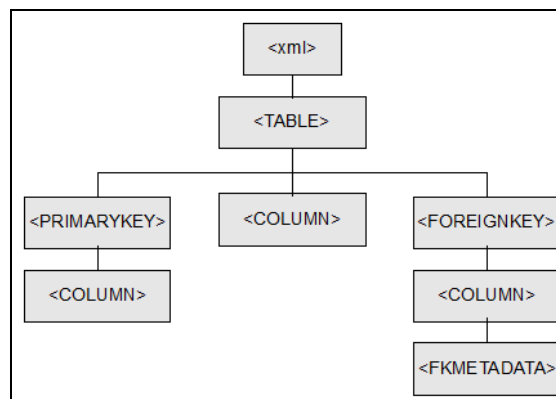 <xml>
<TABLE>
<PRIMARYKEY>
<COLUMN>
<FOREIGNKEY>
<COLUMN>
<COLUMN>
<FKMETADATA>